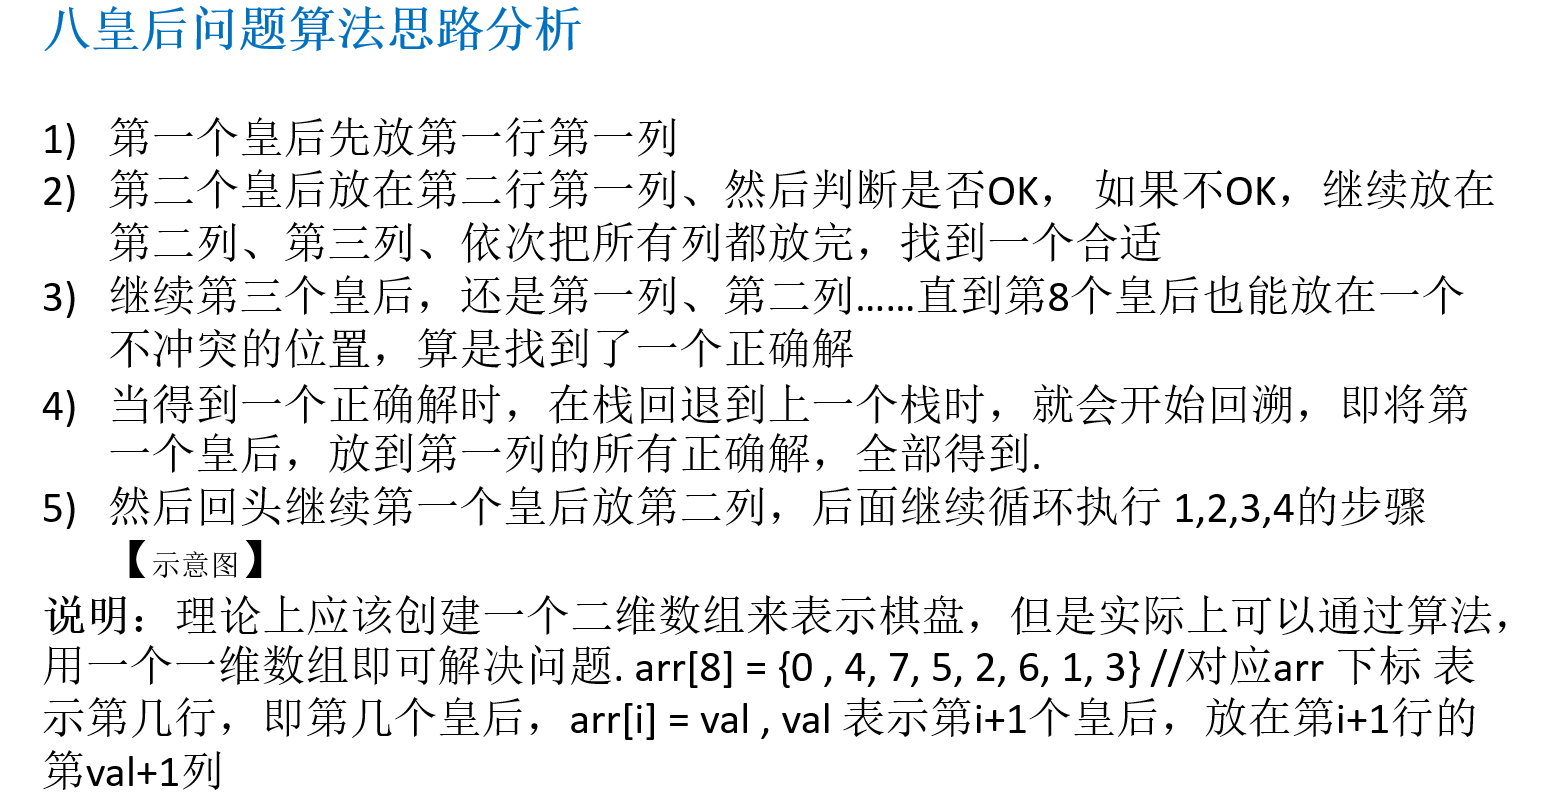 八皇后问题算法思路分析
1) 第一个皇后先放第一行第一列
2) 第二个皇后放在第二行第一列、然后判断是否OK， 如果不OK，继续放在
第二列、第三列、依次把所有列都放完，找到一个合适
3) 继续第三个皇后，还是第一列、第二列……直到第8个皇后也能放在一个
不冲突的位置，算是找到了一个正确解
4) 当得到一个正确解时，在栈回退到上一个栈时，就会开始回溯，即将第
一个皇后，放到第一列的所有正确解，全部得到.
5) 然后回头继续第一个皇后放第二列，后面继续循环执行 1,2,3,4的步骤
【示意图】
说明：理论上应该创建一个二维数组来表示棋盘，但是实际上可以通过算法，
用一个一维数组即可解决问题. arr[8] = {0 , 4, 7, 5, 2, 6, 1, 3} //对应arr 下标 表
示第几行，即第几个皇后，arr[i] = val , val 表示第i+1个皇后，放在第i+1行的
第val+1列